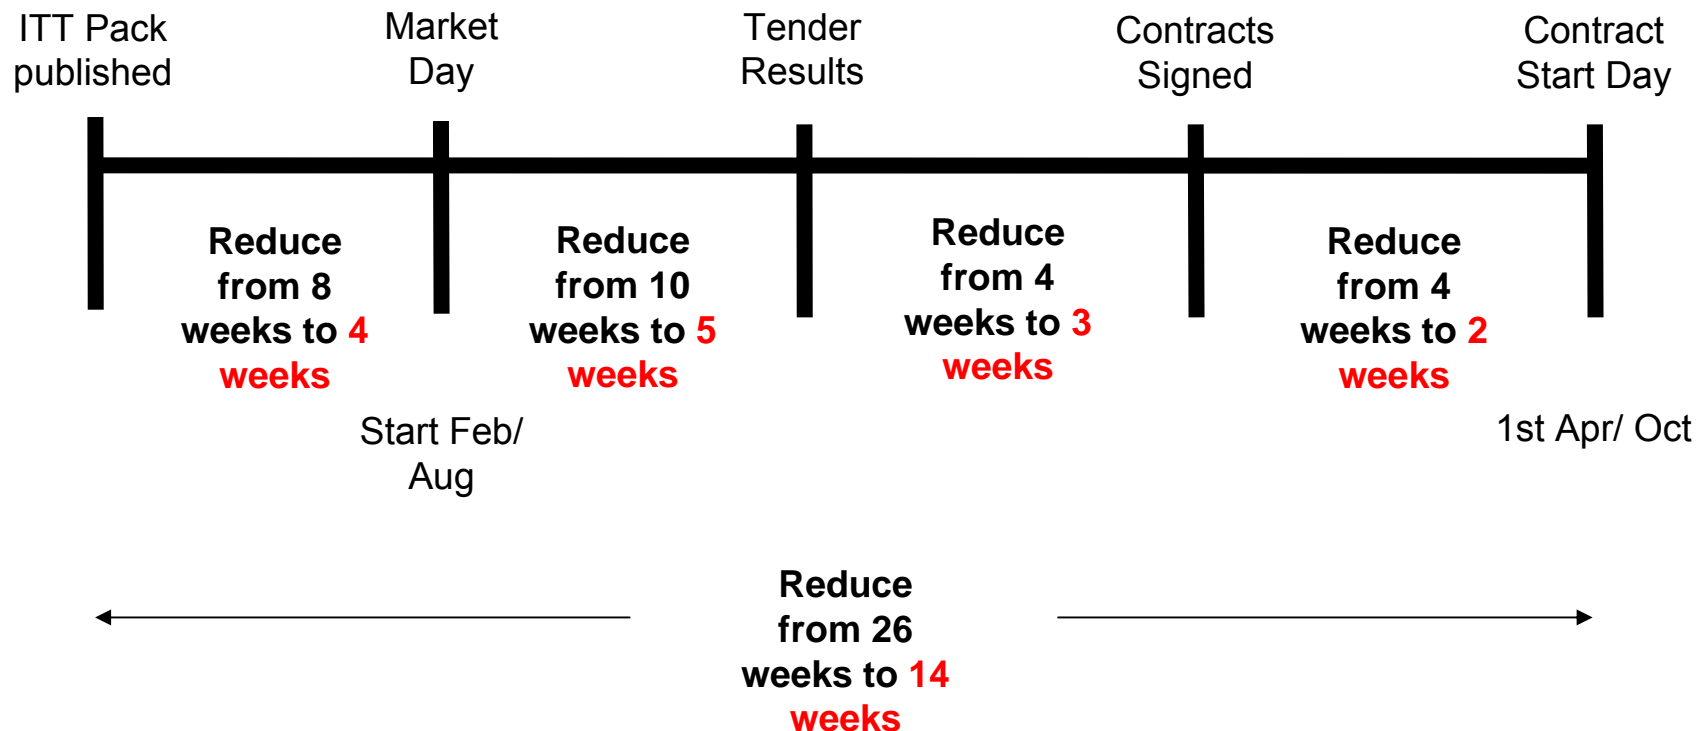 ITT Pack
published
Market
Day
Tender
Results
Contracts
Signed
Contract
Start Day
Reduce
from 8
weeks to 4
weeks
Reduce
from 10
weeks to 5
weeks
Reduce
from 4
weeks to 3
weeks
Reduce
from 4
weeks to 2
weeks
Start Feb/
Aug
1st Apr/ Oct
Reduce
from 26
weeks to 14
weeks